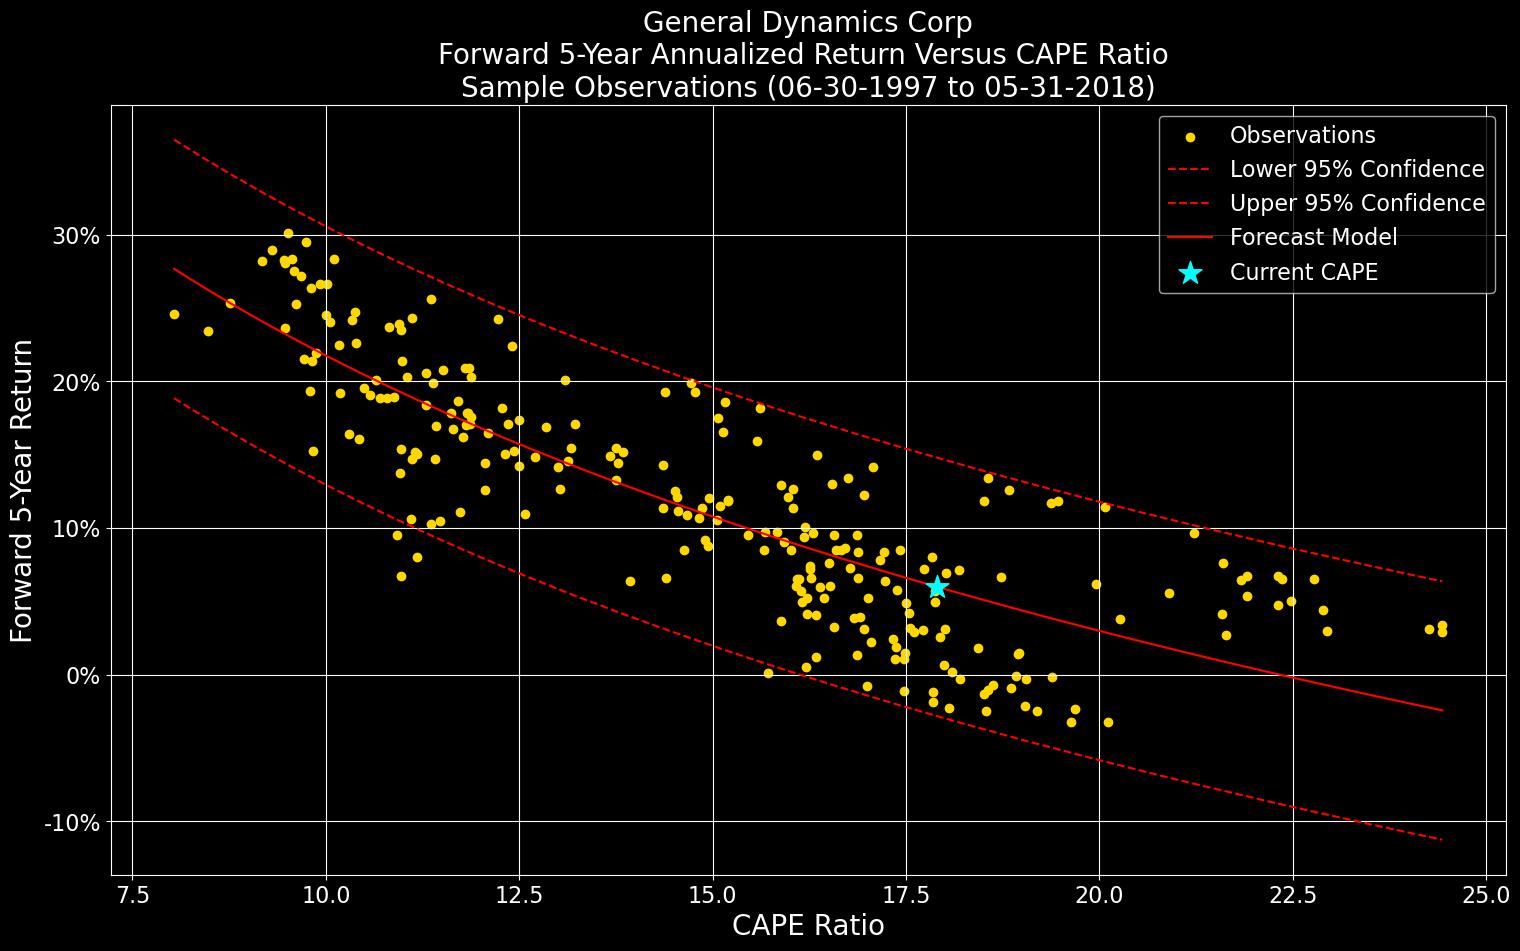 General Dynamics Corp
Forward 5-Year Annualized Return Versus CAPE Ratio
Sample Observations (06-30-1997 to 05-31-2018)
Observations
Lower 95% Confidence
Upper 95% Confidence
Forecast Model
Current CAPE
Forward 5-Year Return
30%
20%
10%
0%
-10%
7.5 10.0 12.5 15.0 17.5 20.0 22.5 25.0
CAPE Ratio